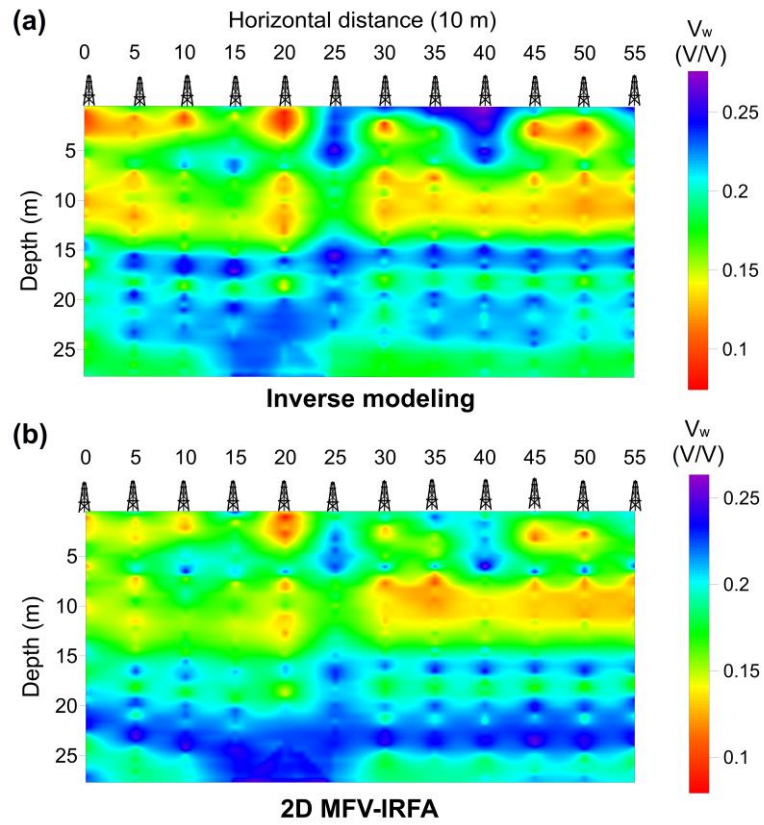 (a)
Horizontal distance (10 m)
0 5 10 15 20 25 30 35 40 45 50 55
Vw
(V/V)
0.25
0.2
0.15
0.1
Depth (m)
5
10
15
20
25
Inverse modeling
(b)
0 5 10 15 20 25 30 35 40 45 50 55
Vw
(V/V)
0.25
0.2
0.15
0.1
Depth (m)
5
10
15
20
25
2D MFV-IRFA